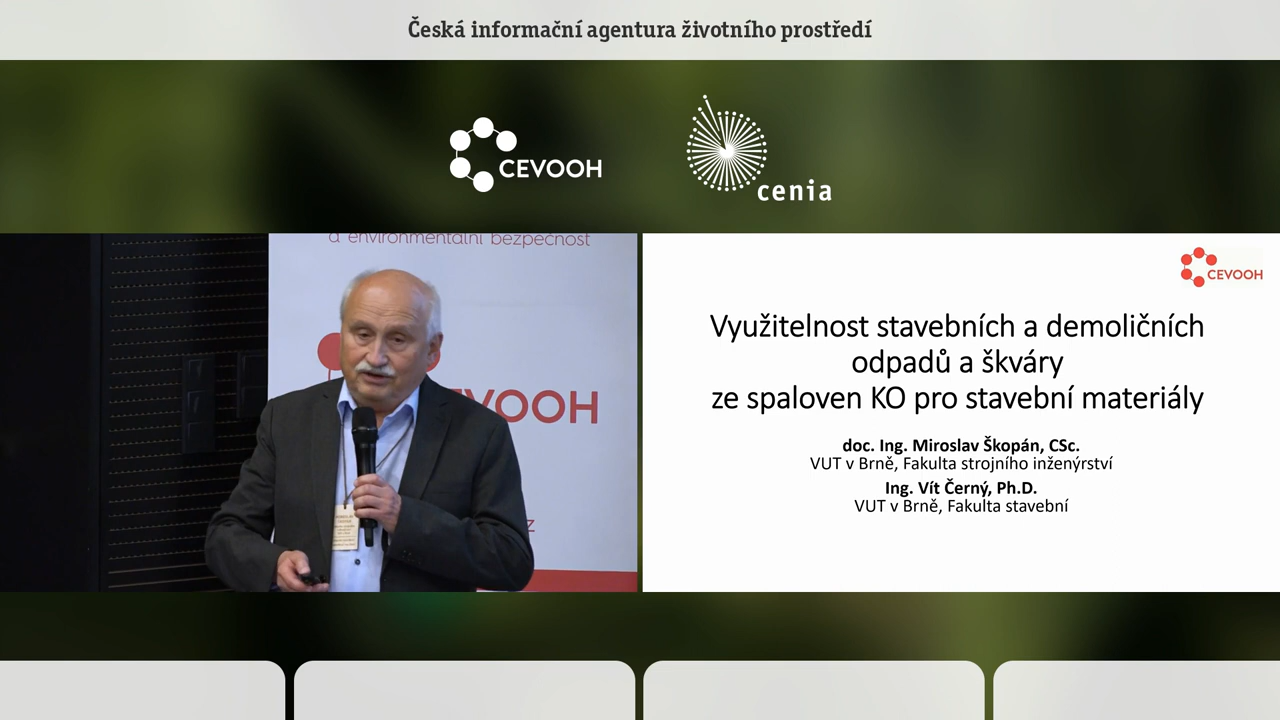 Česká informační agentura životního prostředí
CEVOOH
cenia
a environmentální bezpečnost
CEVOOH
Využitelnost stavebních a demoličních
odpadů a škváry
ze spaloven KO pro stavební materiály
doc. Ing. Miroslav Škopán, CSc.
VUT v Brně, Fakulta strojního inženýrství
Ing. Vít Černý, Ph.D.
VUT v Brně, Fakulta stavební
VOOH
z